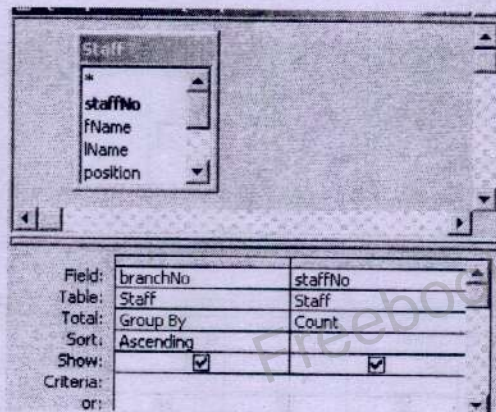 Staff
*
staffNo
fName
lName
position
Field: branchNo staffNo
Table: Staff Staff
Total: Group By Count
Sort: Ascending
Show:
Criteria:
or: